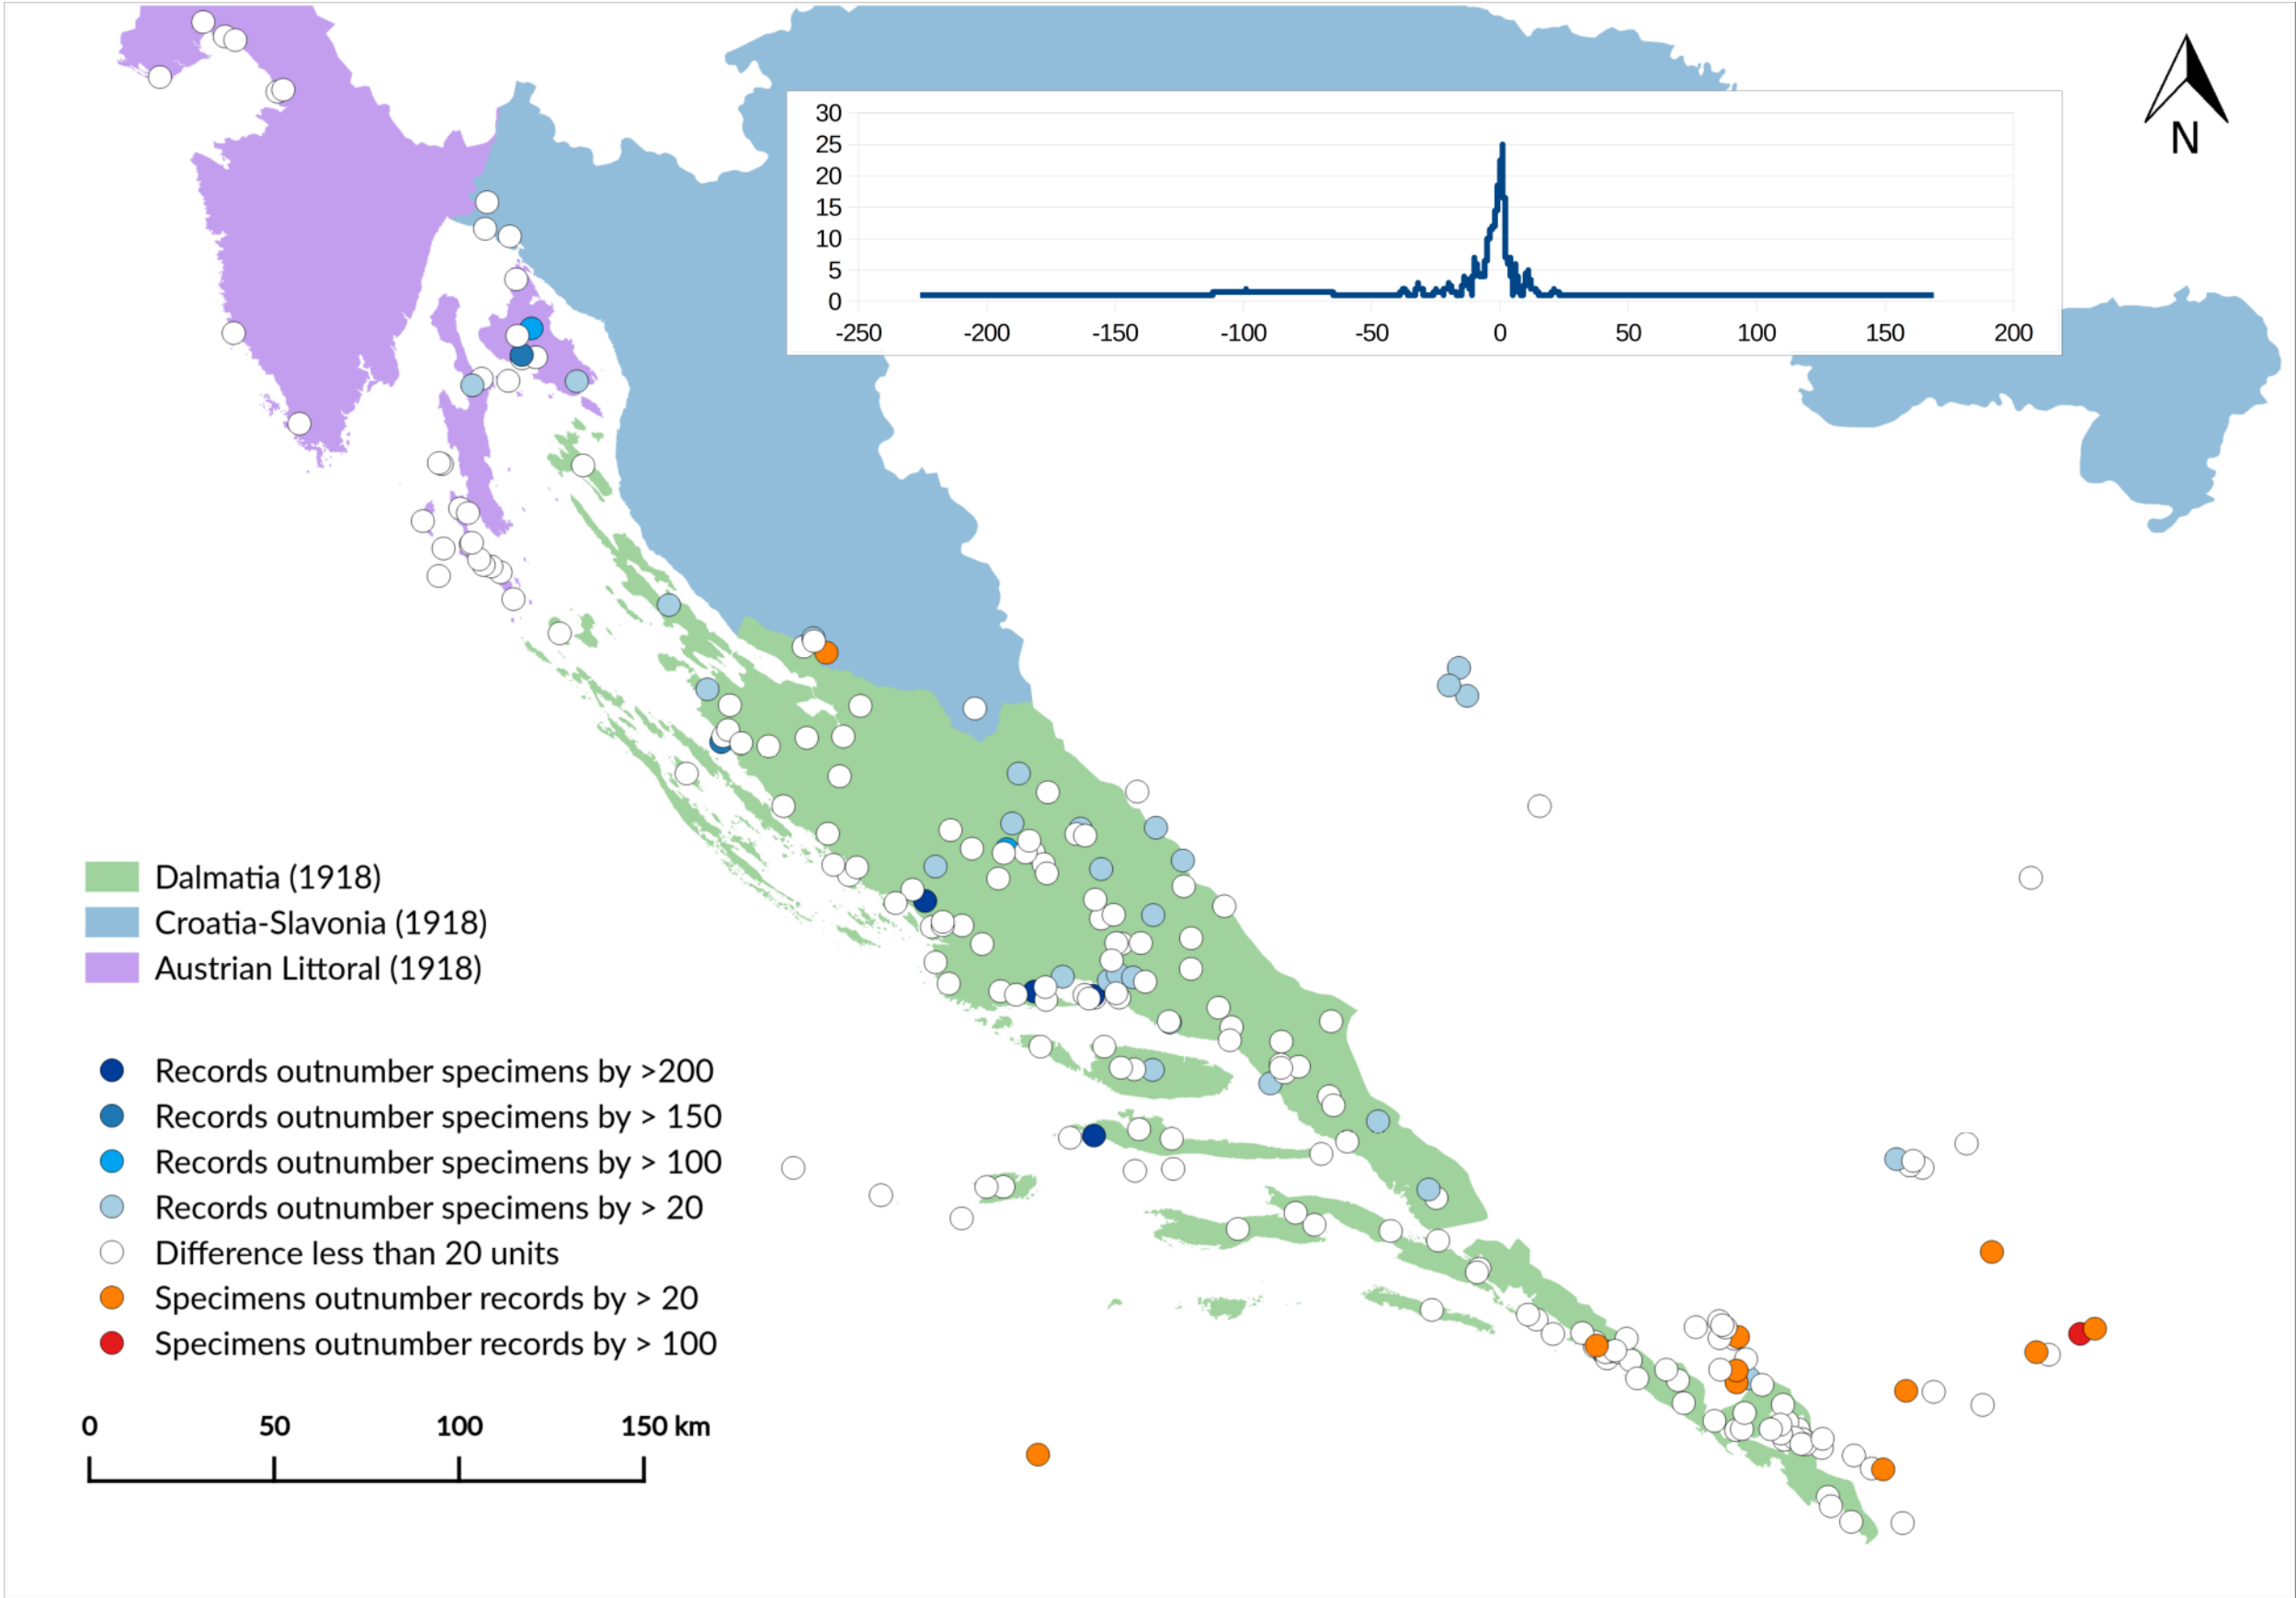 N
30
25
20
15
10
5
0
-250 -200 -150 -100 -50 0 50 100 150 200
Dalmatia (1918)
Croatia-Slavonia (1918)
Austrian Littoral (1918)
Records outnumber specimens by >200
Records outnumber specimens by > 150
Records outnumber specimens by > 100
Records outnumber specimens by > 20
Difference less than 20 units
Specimens outnumber records by > 20
Specimens outnumber records by > 100
0 50 100 150 km